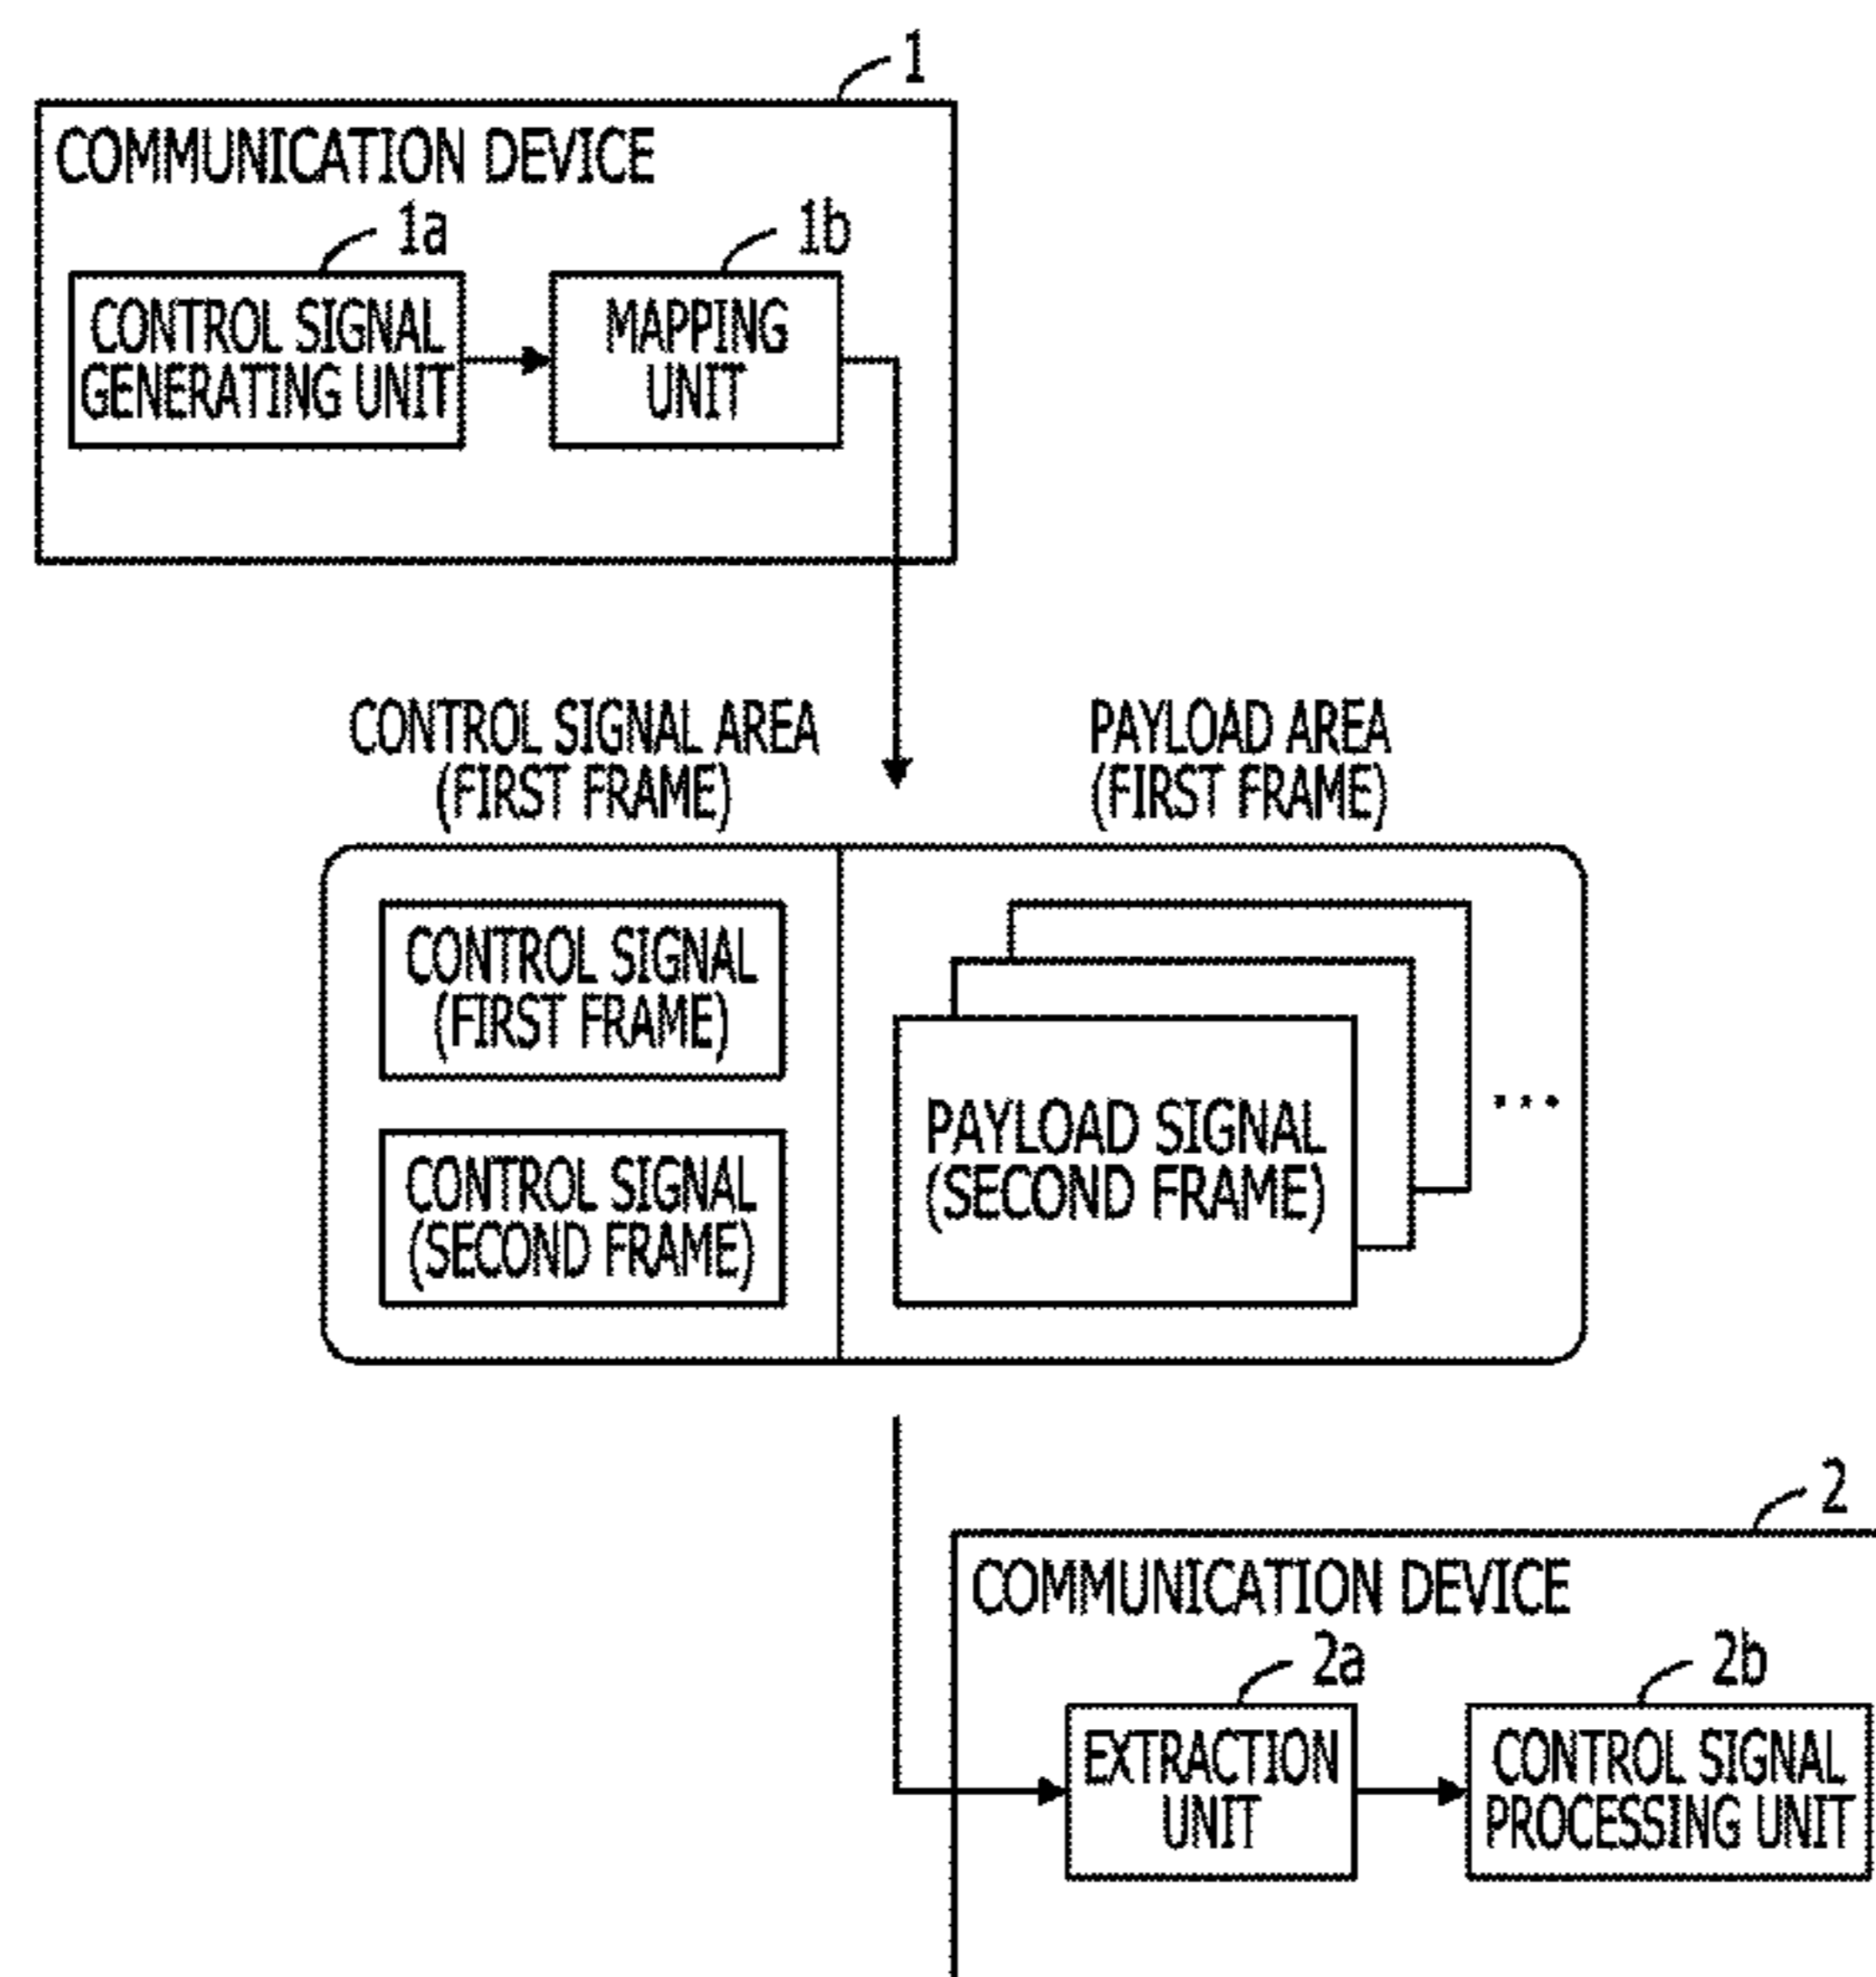 1
COMMUNICATION DEVICE
1a
1b
CONTROL SIGNAL
GENERATING UNIT
MAPPING
UNIT
CONTROL SIGNAL AREA
(FIRST FRAME)
PAYLOAD AREA
(FIRST FRAME)
CONTROL SIGNAL
(FIRST FRAME)
CONTROL SIGNAL
(SECOND FRAME)
PAYLOAD SIGNAL
(SECOND FRAME)
...
2
COMMUNICATION DEVICE
2a
2b
EXTRACTION
UNIT
CONTROL SIGNAL
PROCESSING UNIT